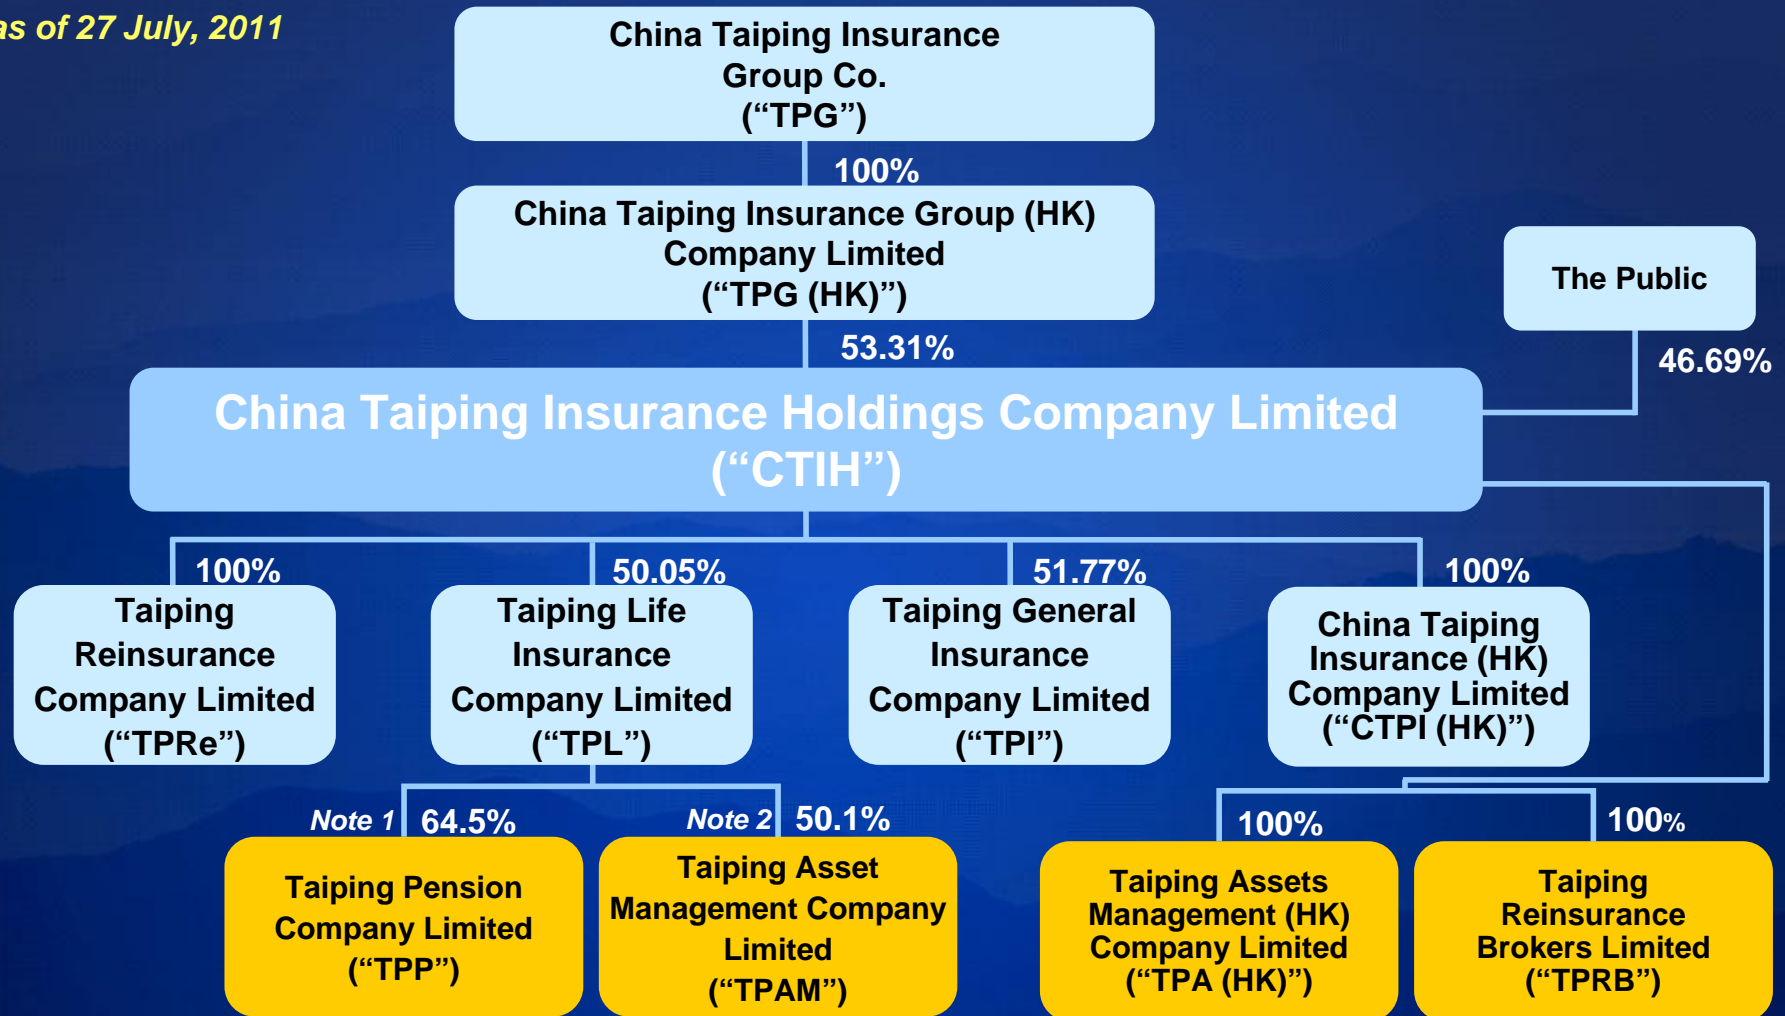 as of 27 July, 2011
China Taiping Insurance
Group Co.
(“TPG”)
100%
China Taiping Insurance Group (HK)
Company Limited
(“TPG (HK)”)
The Public
53.31%
46.69%
China Taiping Insurance Holdings Company Limited
(“CTIH”)
100%
50.05%
51.77%
100%
Taiping
Reinsurance
Company Limited
(“TPRe”)
Taiping Life
Insurance
Company Limited
(“TPL”)
Taiping General
Insurance
Company Limited
(“TPI”)
China Taiping
Insurance (HK)
Company Limited
(“CTPI (HK)”)
Note 1 64.5%
Note 2 50.1%
100%
100%
Taiping Pension
Company Limited
(“TPP”)
Taiping Asset
Management Company
Limited
(“TPAM”)
Taiping Assets
Management (HK)
Company Limited
(“TPA (HK)”)
Taiping
Reinsurance
Brokers Limited
(“TPRB”)